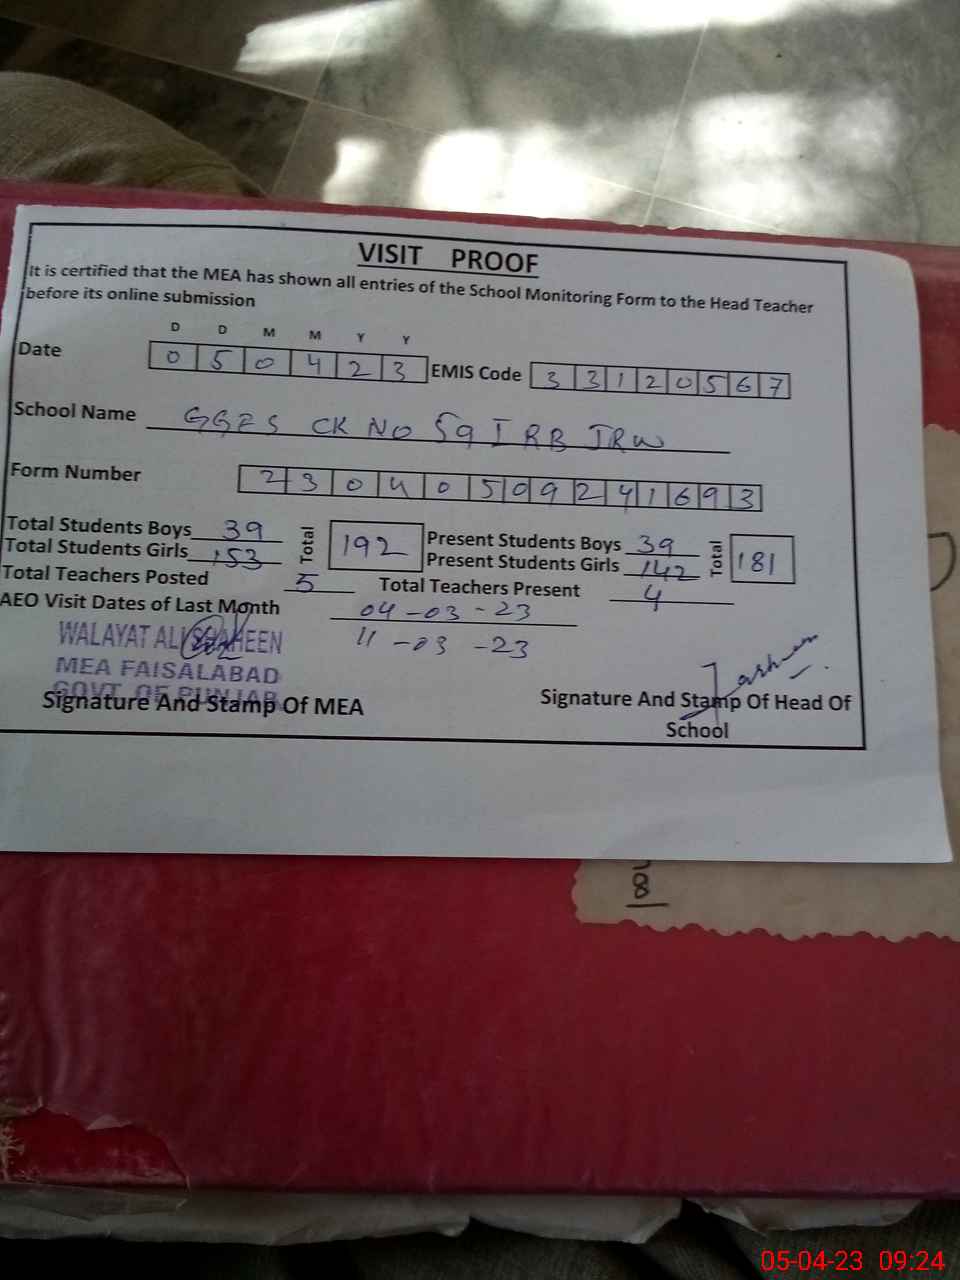 VISIT PROOF
It is certified that the MEA has shown all entries of the School Monitoring Form to the Head Teacher
before its online submission
D D M M Y Y
Date 0 5 0 4 2 3 EMIS Code 3 3 1 2 0 5 6 7
School Name GGES CK NO 59 I RB JRW
Form Number 2 3 0 4 0 5 0 9 2 4 1 6 9 3
Total Students Boys 39 Total 192 Present Students Boys 39 Total 181
Total Students Girls 153 Present Students Girls 142
Total Teachers Posted 5 Total Teachers Present 4
AEO Visit Dates of Last Month 04-03-23
11-03-23
WALAYAT ALI SHAHEEN
MEA FAISALABAD
GOVT OF PUNJAB
Signature And Stamp Of MEA
Signature And Stamp Of Head Of
School
8
05-04-23 09:24